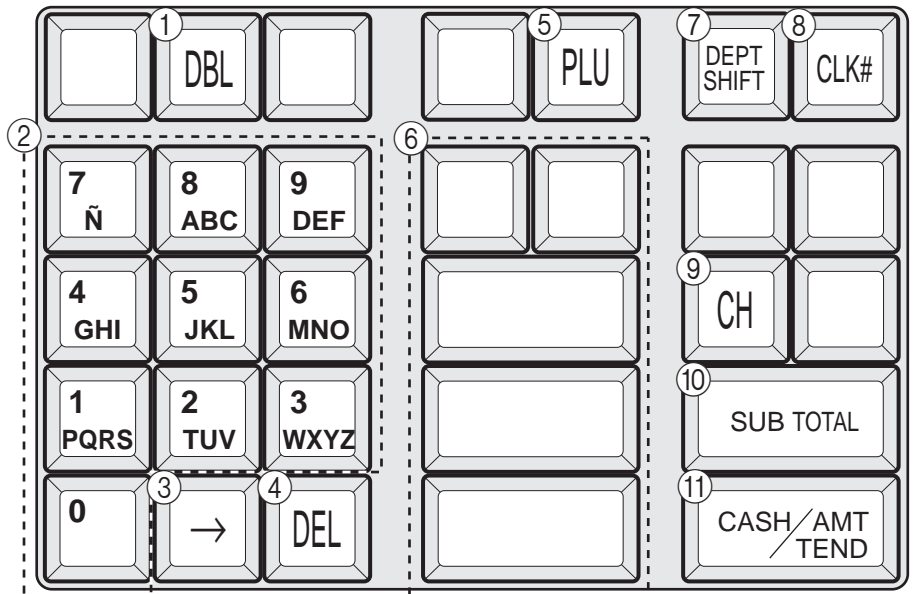 ① ⑤ ⑦ ⑧
DBL PLU DEPT SHIFT CLK#
② ⑥
7 8 9
Ñ ABC DEF
⑨
4 5 6
GHI JKL MNO CH
⑩
1 2 3
PQRS TUV WXYZ SUB TOTAL
③ ④ ⑪
0 → DEL CASH/AMT TEND